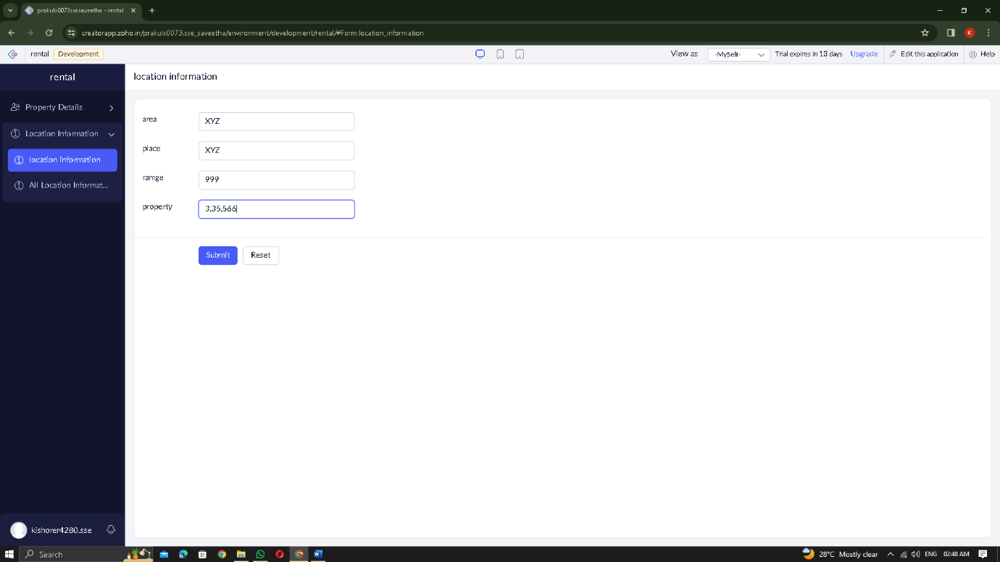 prakuls0073ssesaveetha - rental
creatorapp.zoho.in/prakuls0073.sse_saveetha/environment/development/rental/#Form:location_information
K
rental Development
View as -MySelf- Trial expires in 13 days Upgrade Edit this application Help
rental
location information
Property Details
Location Information
location information
All Location Informat...
area XYZ
place XYZ
ramge 999
property 3,35,566
Submit Reset
kishorer4280.sse
Search
28°C Mostly clear ENG 02:48 AM